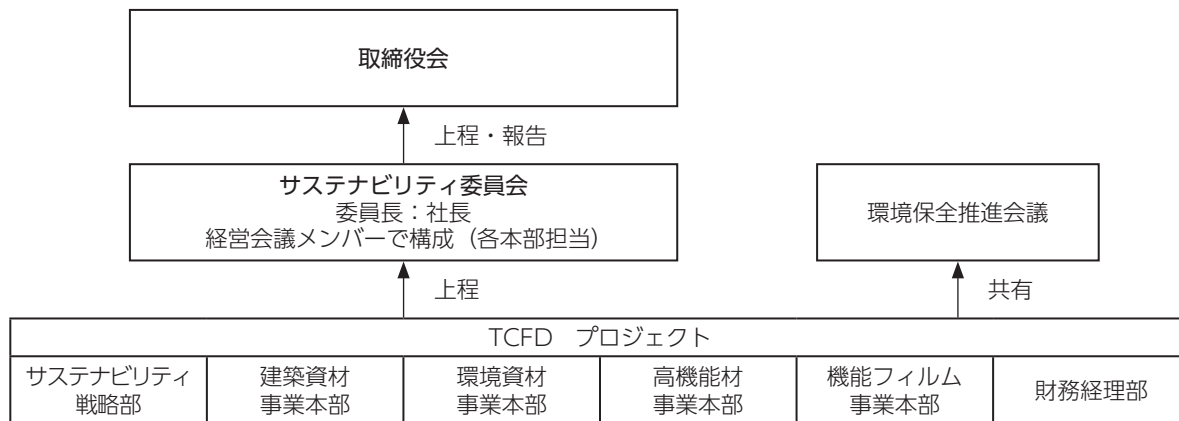 取締役会
上程・報告
サステナビリティ委員会
委員長：社長
経営会議メンバーで構成（各本部担当）
環境保全推進会議
上程
共有
TCFD　プロジェクト
サステナビリティ
戦略部
建築資材
事業本部
環境資材
事業本部
高機能材
事業本部
機能フィルム
事業本部
財務経理部